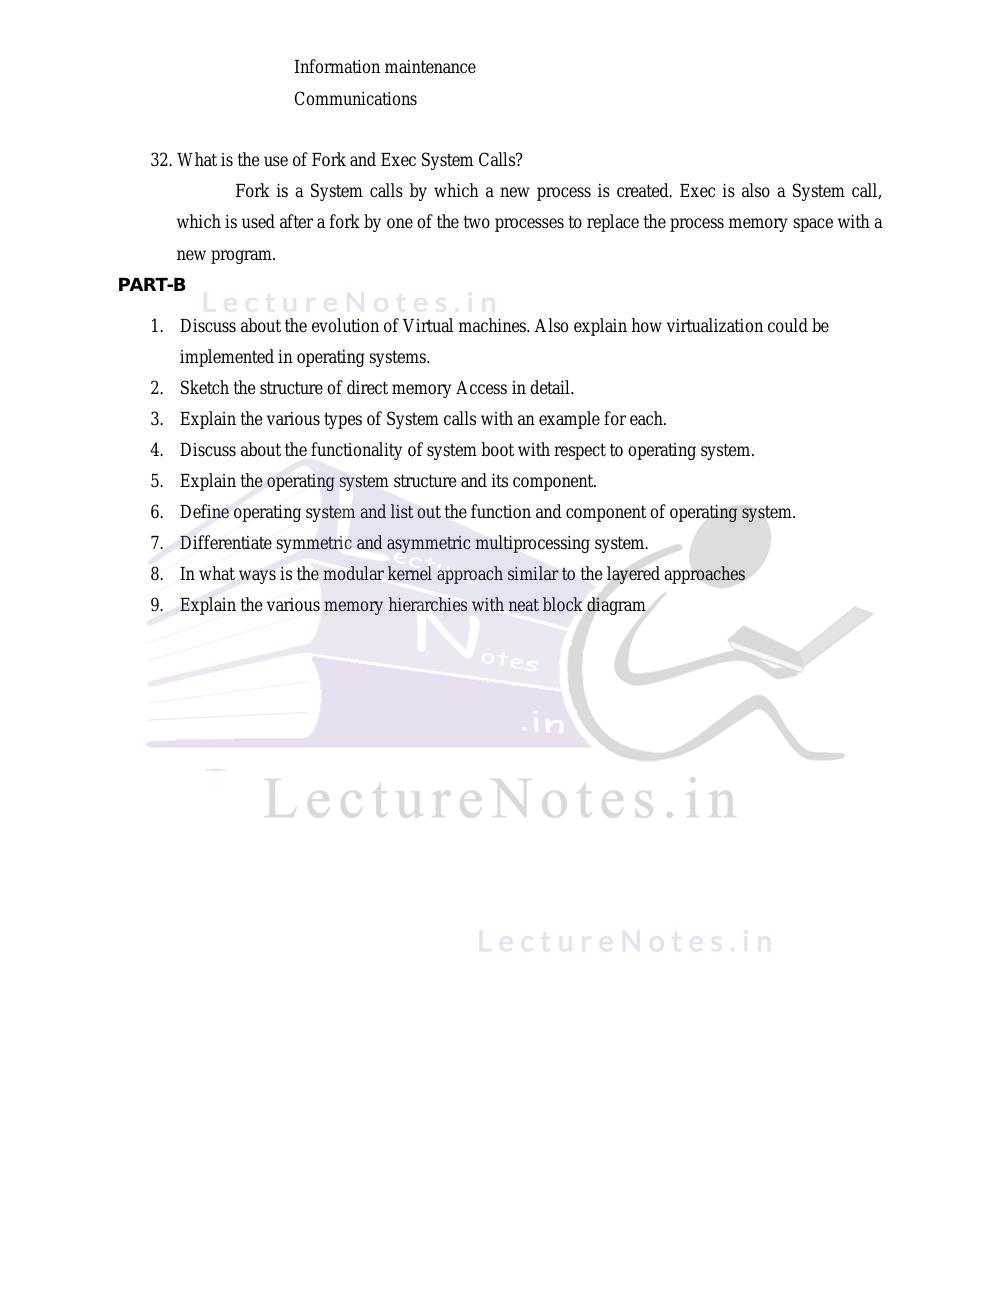 Information maintenance
Communications
32. What is the use of Fork and Exec System Calls?
Fork is a System calls by which a new process is created. Exec is also a System call,
which is used after a fork by one of the two processes to replace the process memory space with a
new program.
PART-B
LectureNotes.in
1. Discuss about the evolution of Virtual machines. Also explain how virtualization could be
implemented in operating systems.
2. Sketch the structure of direct memory Access in detail.
3. Explain the various types of System calls with an example for each.
4. Discuss about the functionality of system boot with respect to operating system.
5. Explain the operating system structure and its component.
6. Define operating system and list out the function and component of operating system.
7. Differentiate symmetric and asymmetric multiprocessing system.
8. In what ways is the modular kernel approach similar to the layered approaches
9. Explain the various memory hierarchies with neat block diagram
Lecture
Notes
.in
LectureNotes.in
LectureNotes.in